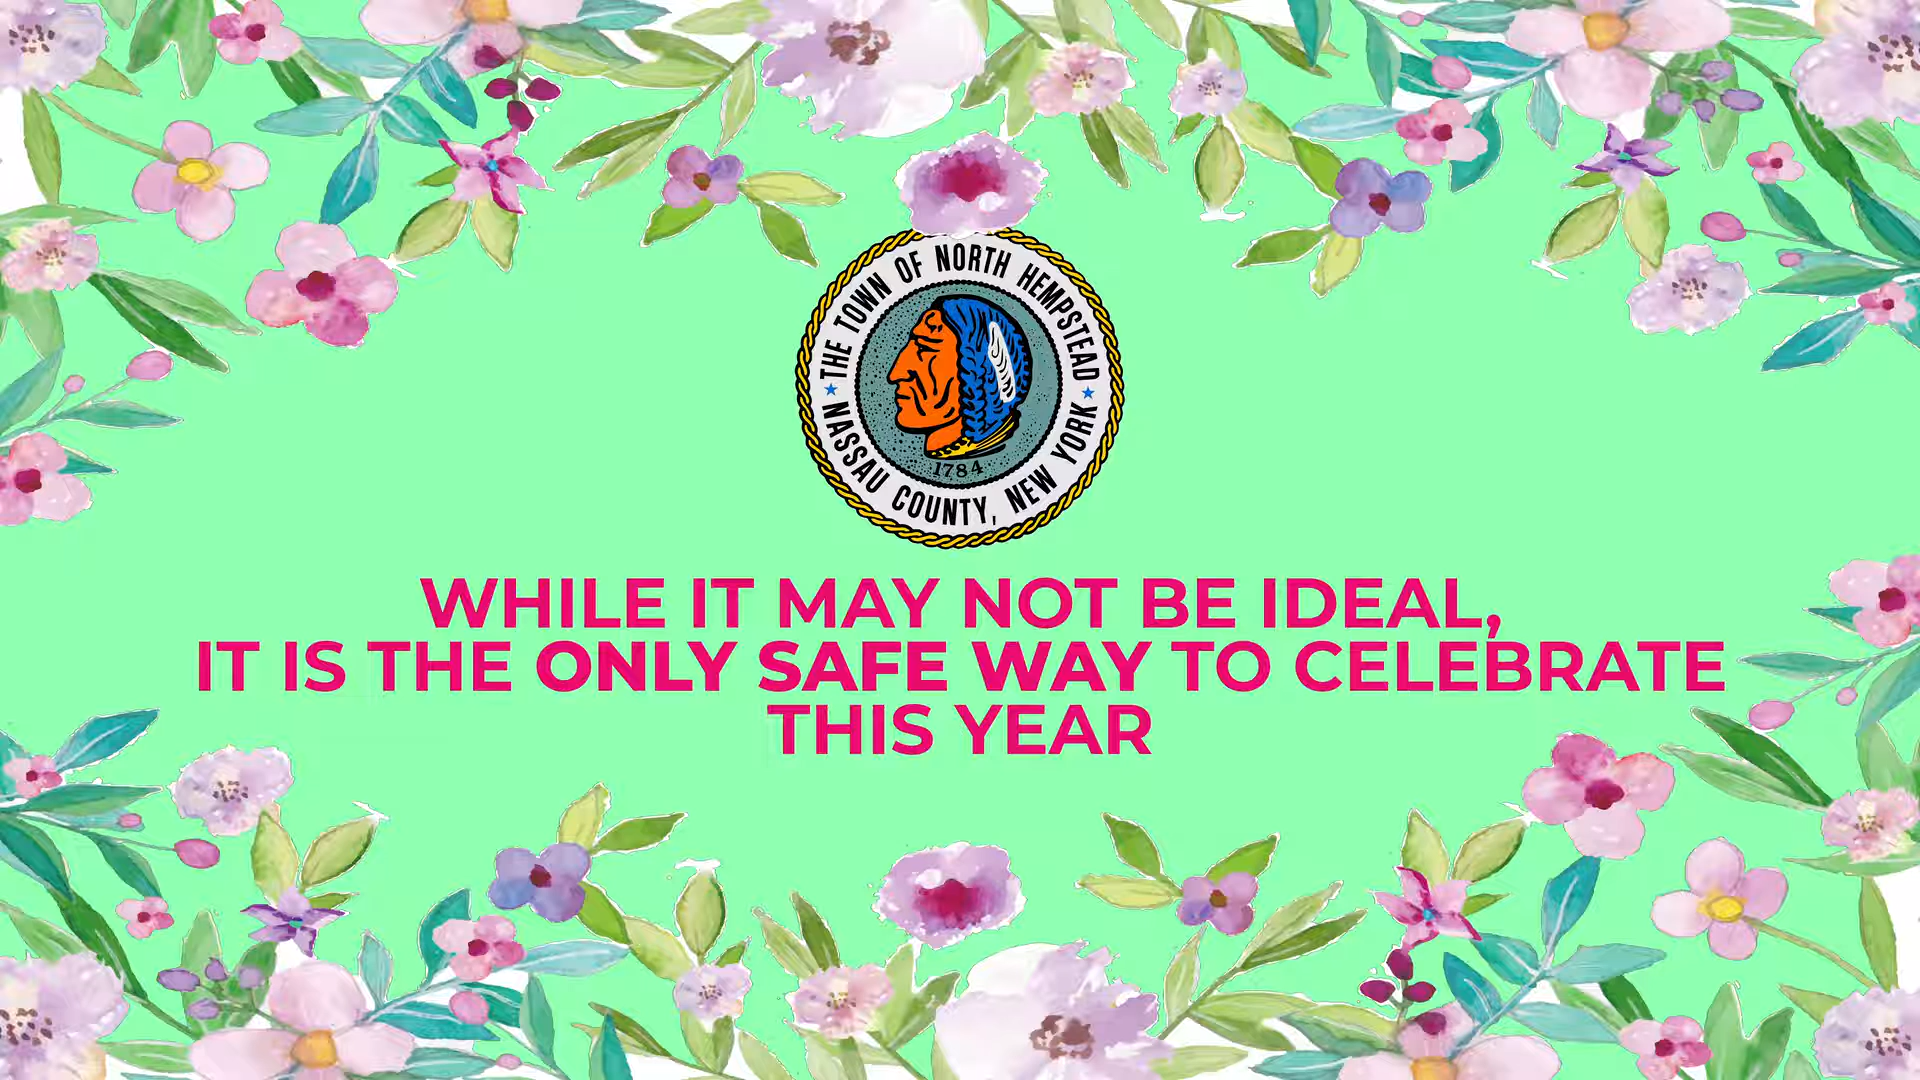 THE TOWN OF NORTH HEMPSTEAD
1784
NASSAU COUNTY, NEW YORK
WHILE IT MAY NOT BE IDEAL,
IT IS THE ONLY SAFE WAY TO CELEBRATE
THIS YEAR